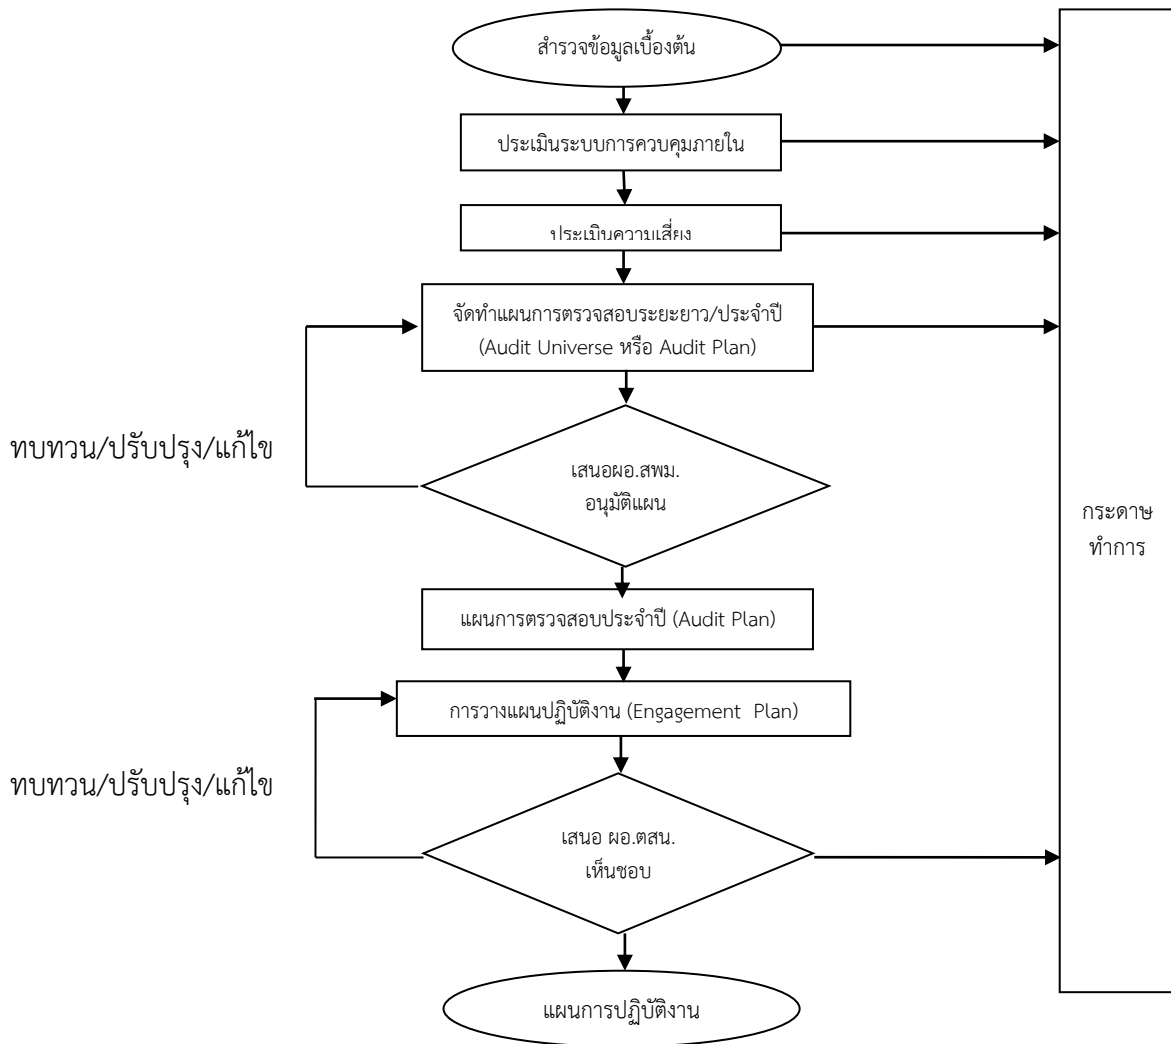 สำรวจข้อมูลเบื้องต้น
ประเมินระบบการควบคุมภายใน
ประเมินความเสี่ยง
จัดทำแผนการตรวจสอบระยะยาว/ประจำปี
(Audit Universe หรือ Audit Plan)
ทบทวน/ปรับปรุง/แก้ไข
เสนอผอ.สพม.
อนุมัติแผน
กระดาษ
ทำการ
แผนการตรวจสอบประจำปี (Audit Plan)
การวางแผนปฏิบัติงาน (Engagement Plan)
ทบทวน/ปรับปรุง/แก้ไข
เสนอ ผอ.ตสน.
เห็นชอบ
แผนการปฏิบัติงาน